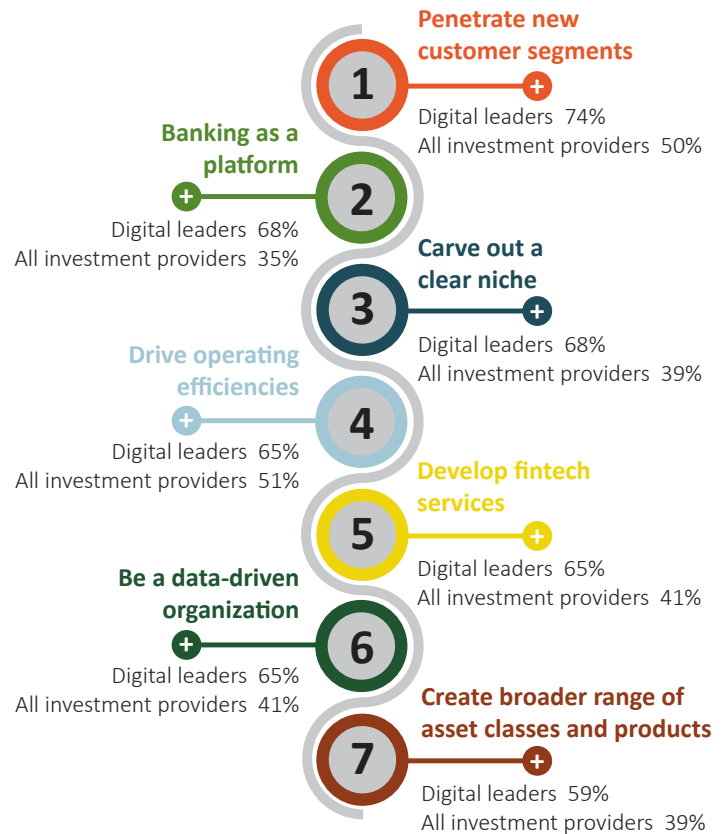 Penetrate new
customer segments
1
Digital leaders 74%
All investment providers 50%
Banking as a
platform
2
Digital leaders 68%
All investment providers 35%
Carve out a
clear niche
3
Digital leaders 68%
All investment providers 39%
Drive operating
efficiencies
4
Digital leaders 65%
All investment providers 51%
Develop fintech
services
5
Digital leaders 65%
All investment providers 41%
Be a data-driven
organization
6
Digital leaders 65%
All investment providers 41%
Create broader range of
asset classes and products
7
Digital leaders 59%
All investment providers 39%